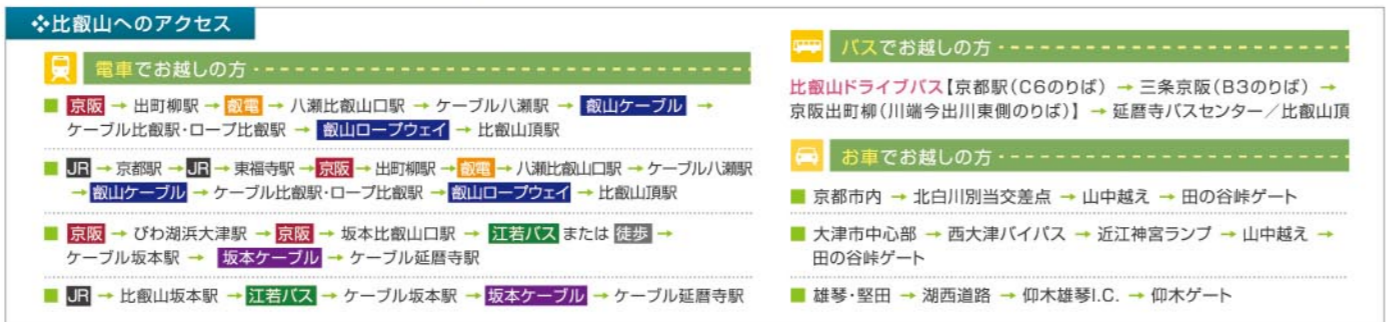 ❖比叡山へのアクセス
電車でお越しの方
■ 京阪 → 出町柳駅 → 叡電 → 八瀬比叡山口駅 → ケーブル八瀬駅 → 叡山ケーブル →
ケーブル比叡駅・ロープ比叡駅 → 叡山ロープウェイ → 比叡山頂駅
■ JR → 京都駅 → JR → 東福寺駅 → 京阪 → 出町柳駅 → 叡電 → 八瀬比叡山口駅 → ケーブル八瀬駅
→ 叡山ケーブル → ケーブル比叡駅・ロープ比叡駅 → 叡山ロープウェイ → 比叡山頂駅
■ 京阪 → びわ湖浜大津駅 → 京阪 → 坂本比叡山口駅 → 江若バス または 徒歩 →
ケーブル坂本駅 → 坂本ケーブル → ケーブル延暦寺駅
■ JR → 比叡山坂本駅 → 江若バス → ケーブル坂本駅 → 坂本ケーブル → ケーブル延暦寺駅
バスでお越しの方
比叡山ドライブバス【京都駅(C6のりば) → 三条京阪(B3のりば) →
京阪出町柳(川端今出川東側のりば)】 → 延暦寺バスセンター/比叡山頂
お車でお越しの方
■ 京都市内 → 北白川別当交差点 → 山中越え → 田の谷峠ゲート
■ 大津市中心部 → 西大津バイパス → 近江神宮ランプ → 山中越え →
田の谷峠ゲート
■ 雄琴・堅田 → 湖西道路 → 仰木雄琴I.C. → 仰木ゲート